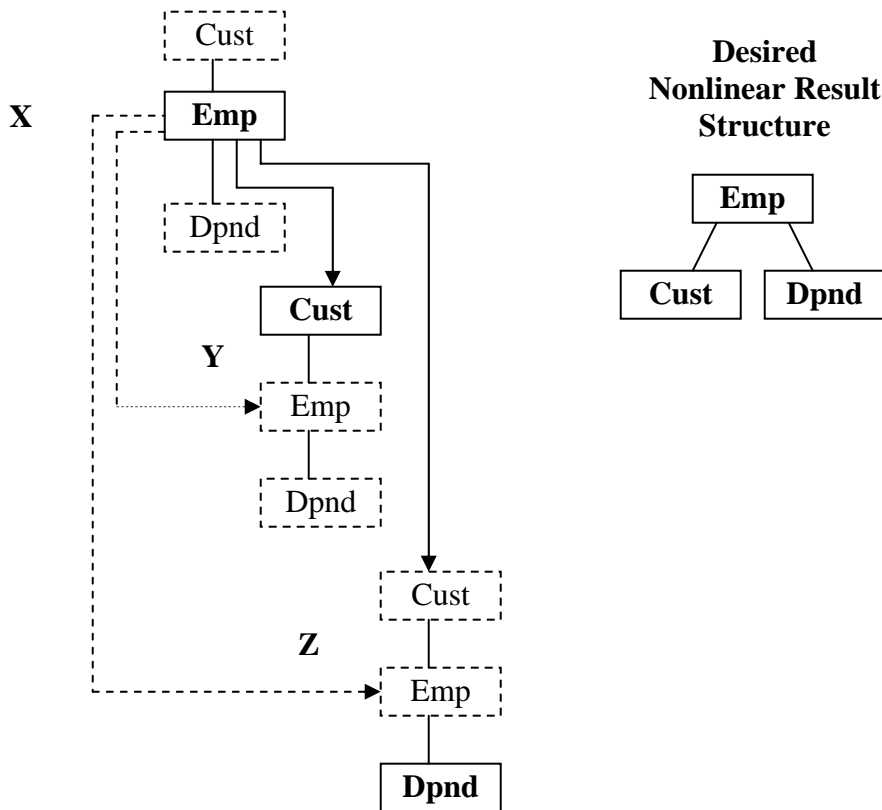 Cust
X
Emp
Dpnd
Cust
Y
Emp
Dpnd
Cust
Z
Emp
Dpnd
Desired
Nonlinear Result
Structure
Emp
Cust
Dpnd